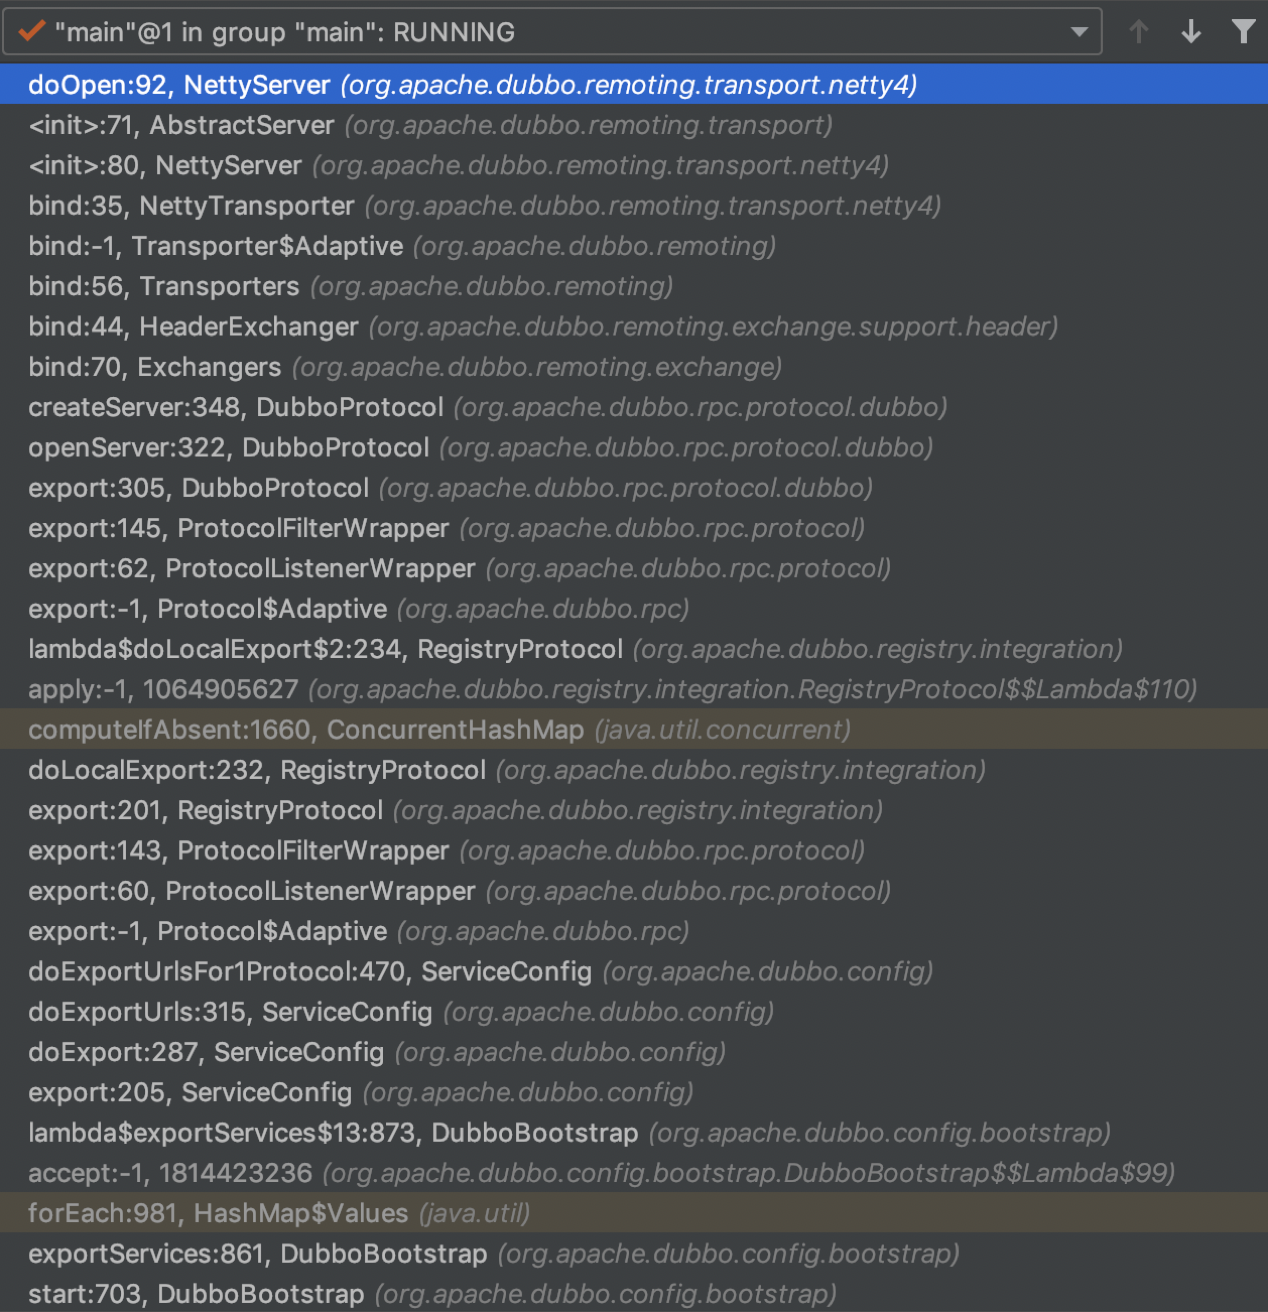 "main"@1 in group "main": RUNNING
doOpen:92, NettyServer (org.apache.dubbo.remoting.transport.netty4)
<init>:71, AbstractServer (org.apache.dubbo.remoting.transport)
<init>:80, NettyServer (org.apache.dubbo.remoting.transport.netty4)
bind:35, NettyTransporter (org.apache.dubbo.remoting.transport.netty4)
bind:-1, Transporter$Adaptive (org.apache.dubbo.remoting)
bind:56, Transporters (org.apache.dubbo.remoting)
bind:44, HeaderExchanger (org.apache.dubbo.remoting.exchange.support.header)
bind:70, Exchangers (org.apache.dubbo.remoting.exchange)
createServer:348, DubboProtocol (org.apache.dubbo.rpc.protocol.dubbo)
openServer:322, DubboProtocol (org.apache.dubbo.rpc.protocol.dubbo)
export:305, DubboProtocol (org.apache.dubbo.rpc.protocol.dubbo)
export:145, ProtocolFilterWrapper (org.apache.dubbo.rpc.protocol)
export:62, ProtocolListenerWrapper (org.apache.dubbo.rpc.protocol)
export:-1, Protocol$Adaptive (org.apache.dubbo.rpc)
lambda$doLocalExport$2:234, RegistryProtocol (org.apache.dubbo.registry.integration)
apply:-1, 1064905627 (org.apache.dubbo.registry.integration.RegistryProtocol$$Lambda$110)
computeIfAbsent:1660, ConcurrentHashMap (java.util.concurrent)
doLocalExport:232, RegistryProtocol (org.apache.dubbo.registry.integration)
export:201, RegistryProtocol (org.apache.dubbo.registry.integration)
export:143, ProtocolFilterWrapper (org.apache.dubbo.rpc.protocol)
export:60, ProtocolListenerWrapper (org.apache.dubbo.rpc.protocol)
export:-1, Protocol$Adaptive (org.apache.dubbo.rpc)
doExportUrlsFor1Protocol:470, ServiceConfig (org.apache.dubbo.config)
doExportUrls:315, ServiceConfig (org.apache.dubbo.config)
doExport:287, ServiceConfig (org.apache.dubbo.config)
export:205, ServiceConfig (org.apache.dubbo.config)
lambda$exportServices$13:873, DubboBootstrap (org.apache.dubbo.config.bootstrap)
accept:-1, 1814423236 (org.apache.dubbo.config.bootstrap.DubboBootstrap$$Lambda$99)
forEach:981, HashMap$Values (java.util)
exportServices:861, DubboBootstrap (org.apache.dubbo.config.bootstrap)
start:703, DubboBootstrap (org.apache.dubbo.config.bootstrap)